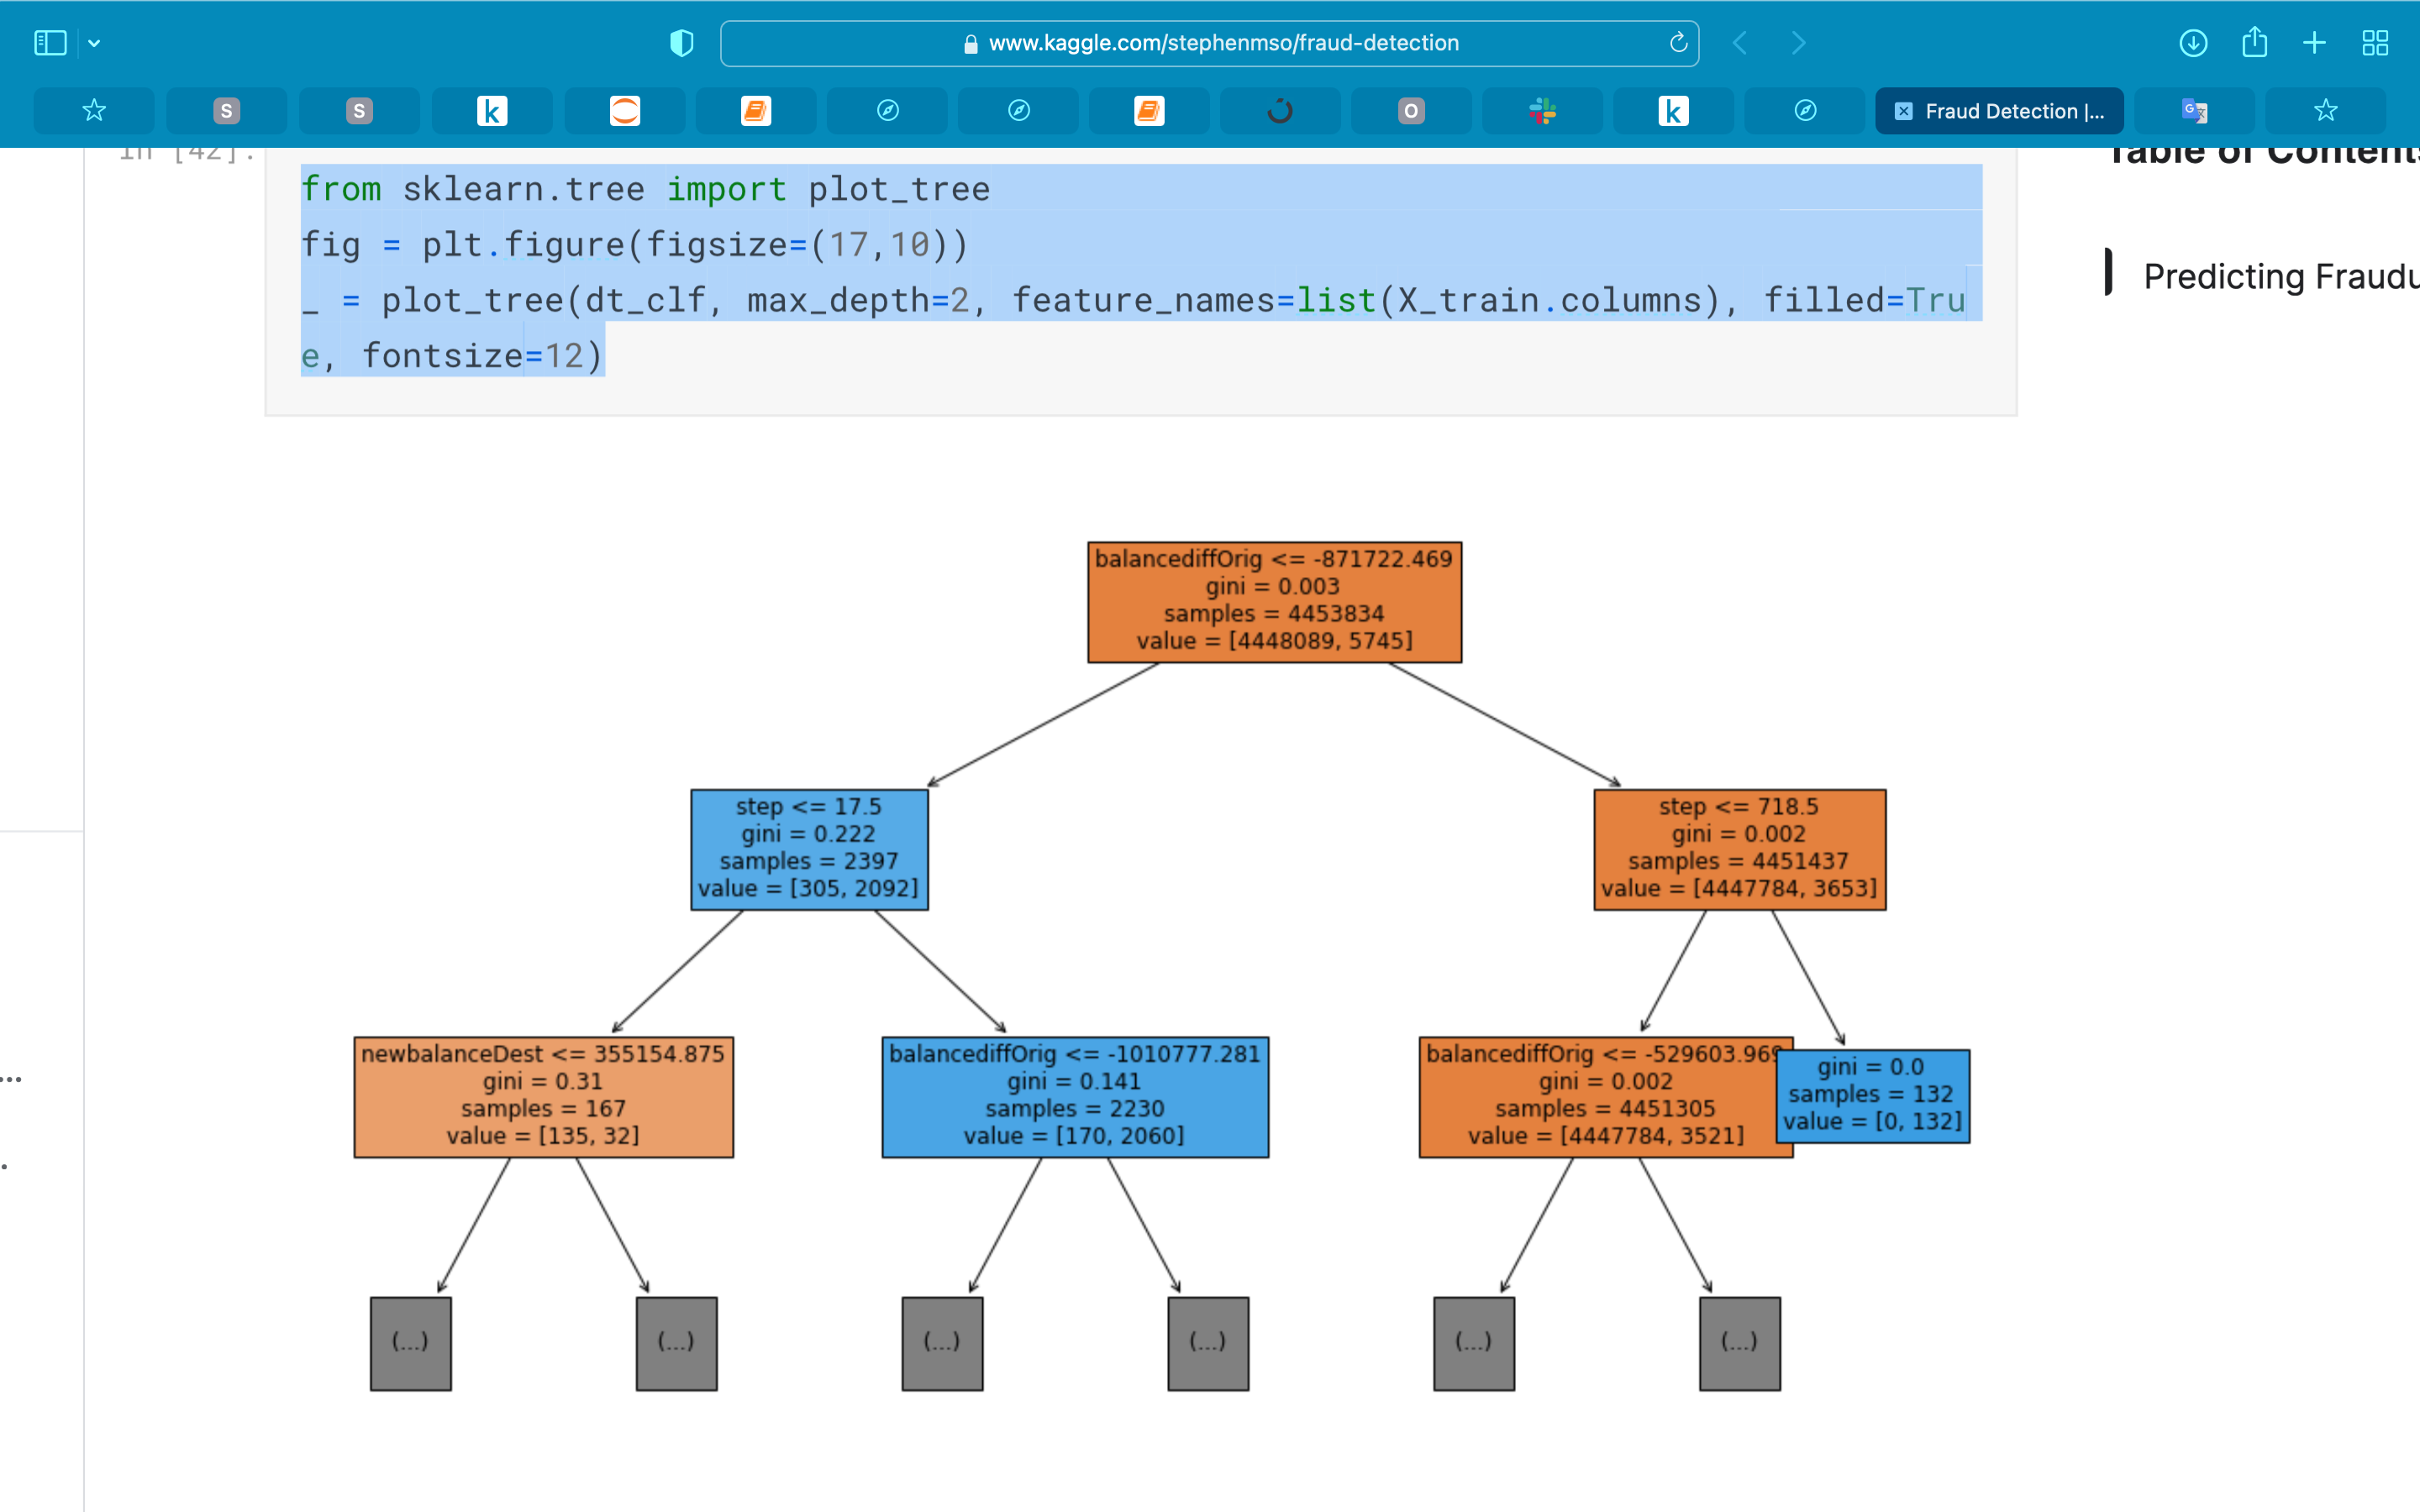 www.kaggle.com/stephenmso/fraud-detection
S
S
k
O
k
Fraud Detection |...
In [42]:
Table of Contents
from sklearn.tree import plot_tree
fig = plt.figure(figsize=(17,10))
_ = plot_tree(dt_clf, max_depth=2, feature_names=list(X_train.columns), filled=Tru
e, fontsize=12)
Predicting Fraudu
balancediffOrig <= -871722.469
gini = 0.003
samples = 4453834
value = [4448089, 5745]
step <= 17.5
gini = 0.222
samples = 2397
value = [305, 2092]
step <= 718.5
gini = 0.002
samples = 4451437
value = [4447784, 3653]
newbalanceDest <= 355154.875
gini = 0.31
samples = 167
value = [135, 32]
balancediffOrig <= -1010777.281
gini = 0.141
samples = 2230
value = [170, 2060]
balancediffOrig <= -529603.969
gini = 0.002
samples = 4451305
value = [4447784, 3521]
gini = 0.0
samples = 132
value = [0, 132]
(...)
(...)
(...)
(...)
(...)
(...)